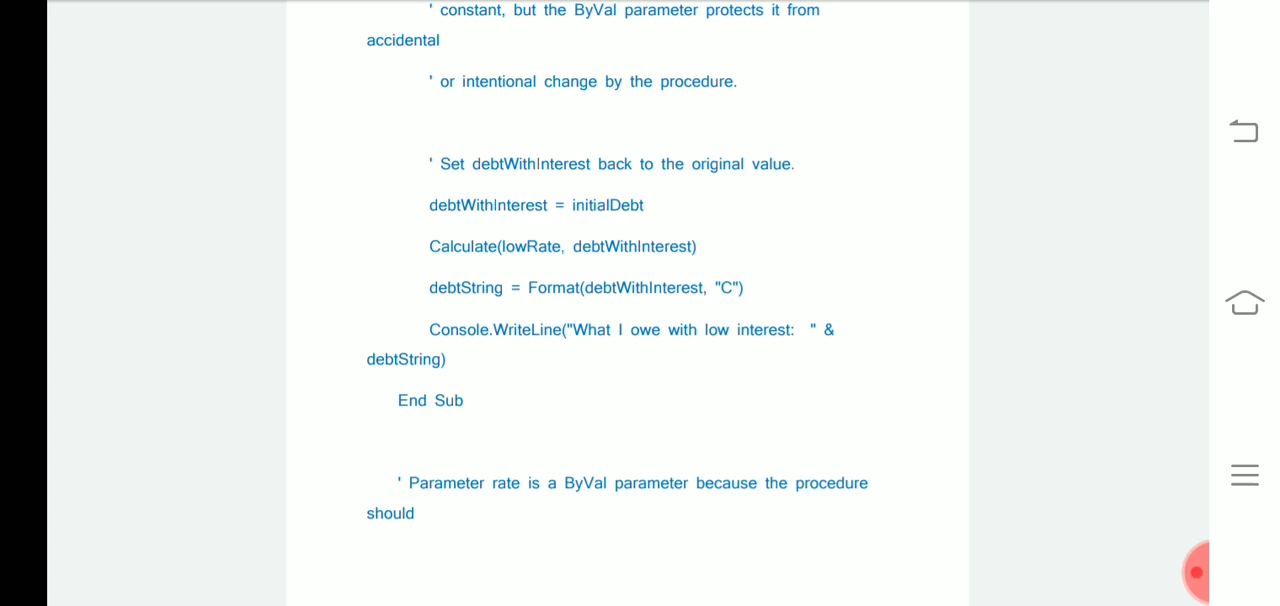 ' constant, but the ByVal parameter protects it from
accidental
' or intentional change by the procedure.
' Set debtWithInterest back to the original value.
debtWithInterest = initialDebt
Calculate(lowRate, debtWithInterest)
debtString = Format(debtWithInterest, "C")
Console.WriteLine("What I owe with low interest:  " &
debtString)
End Sub
' Parameter rate is a ByVal parameter because the procedure
should